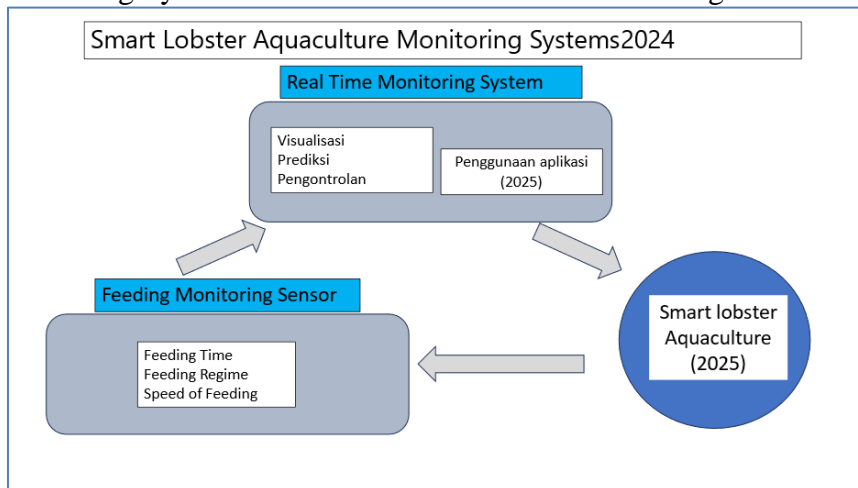 Smart Lobster Aquaculture Monitoring Systems2024
Real Time Monitoring System
Visualisasi
Prediksi
Pengontrolan
Penggunaan aplikasi
(2025)
Feeding Monitoring Sensor
Feeding Time
Feeding Regime
Speed of Feeding
Smart lobster
Aquaculture
(2025)